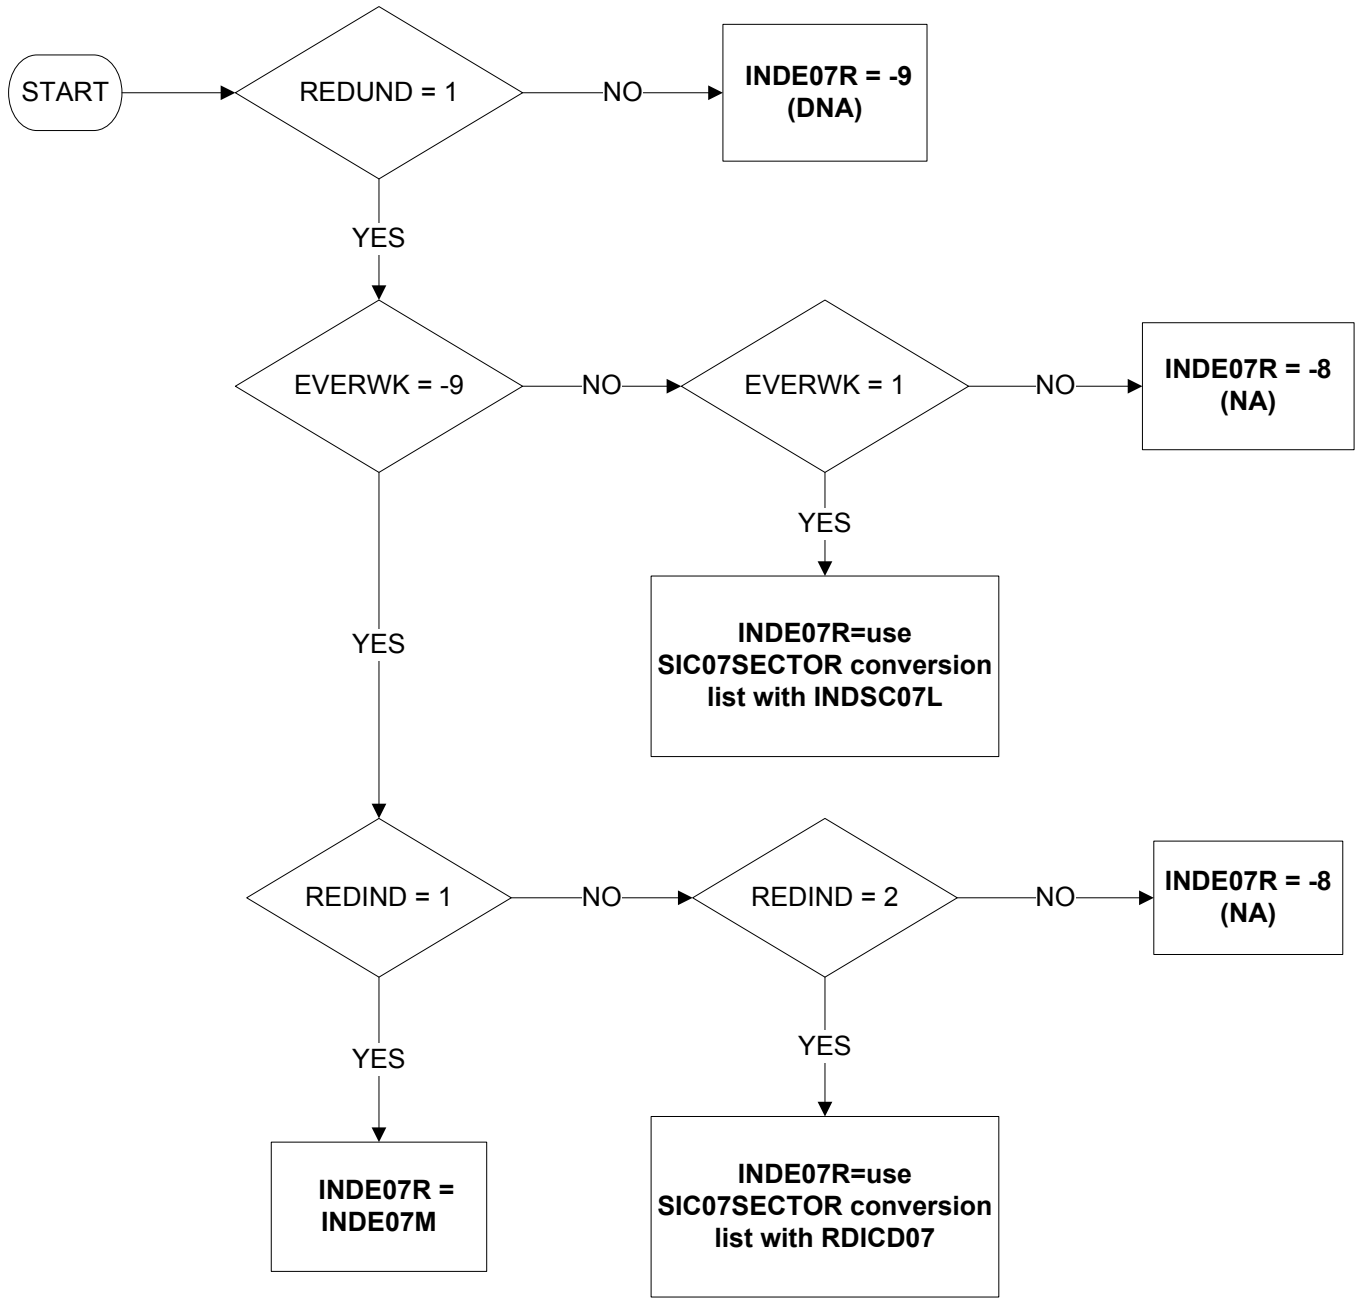 START
REDUND = 1
NO
INDE07R = -9
(DNA)
YES
EVERWK = -9
NO
EVERWK = 1
NO
INDE07R = -8
(NA)
YES
INDE07R=use
SIC07SECTOR conversion
list with INDSC07L
YES
REDIND = 1
NO
REDIND = 2
NO
INDE07R = -8
(NA)
YES
INDE07R =
INDE07M
YES
INDE07R=use
SIC07SECTOR conversion
list with RDICD07